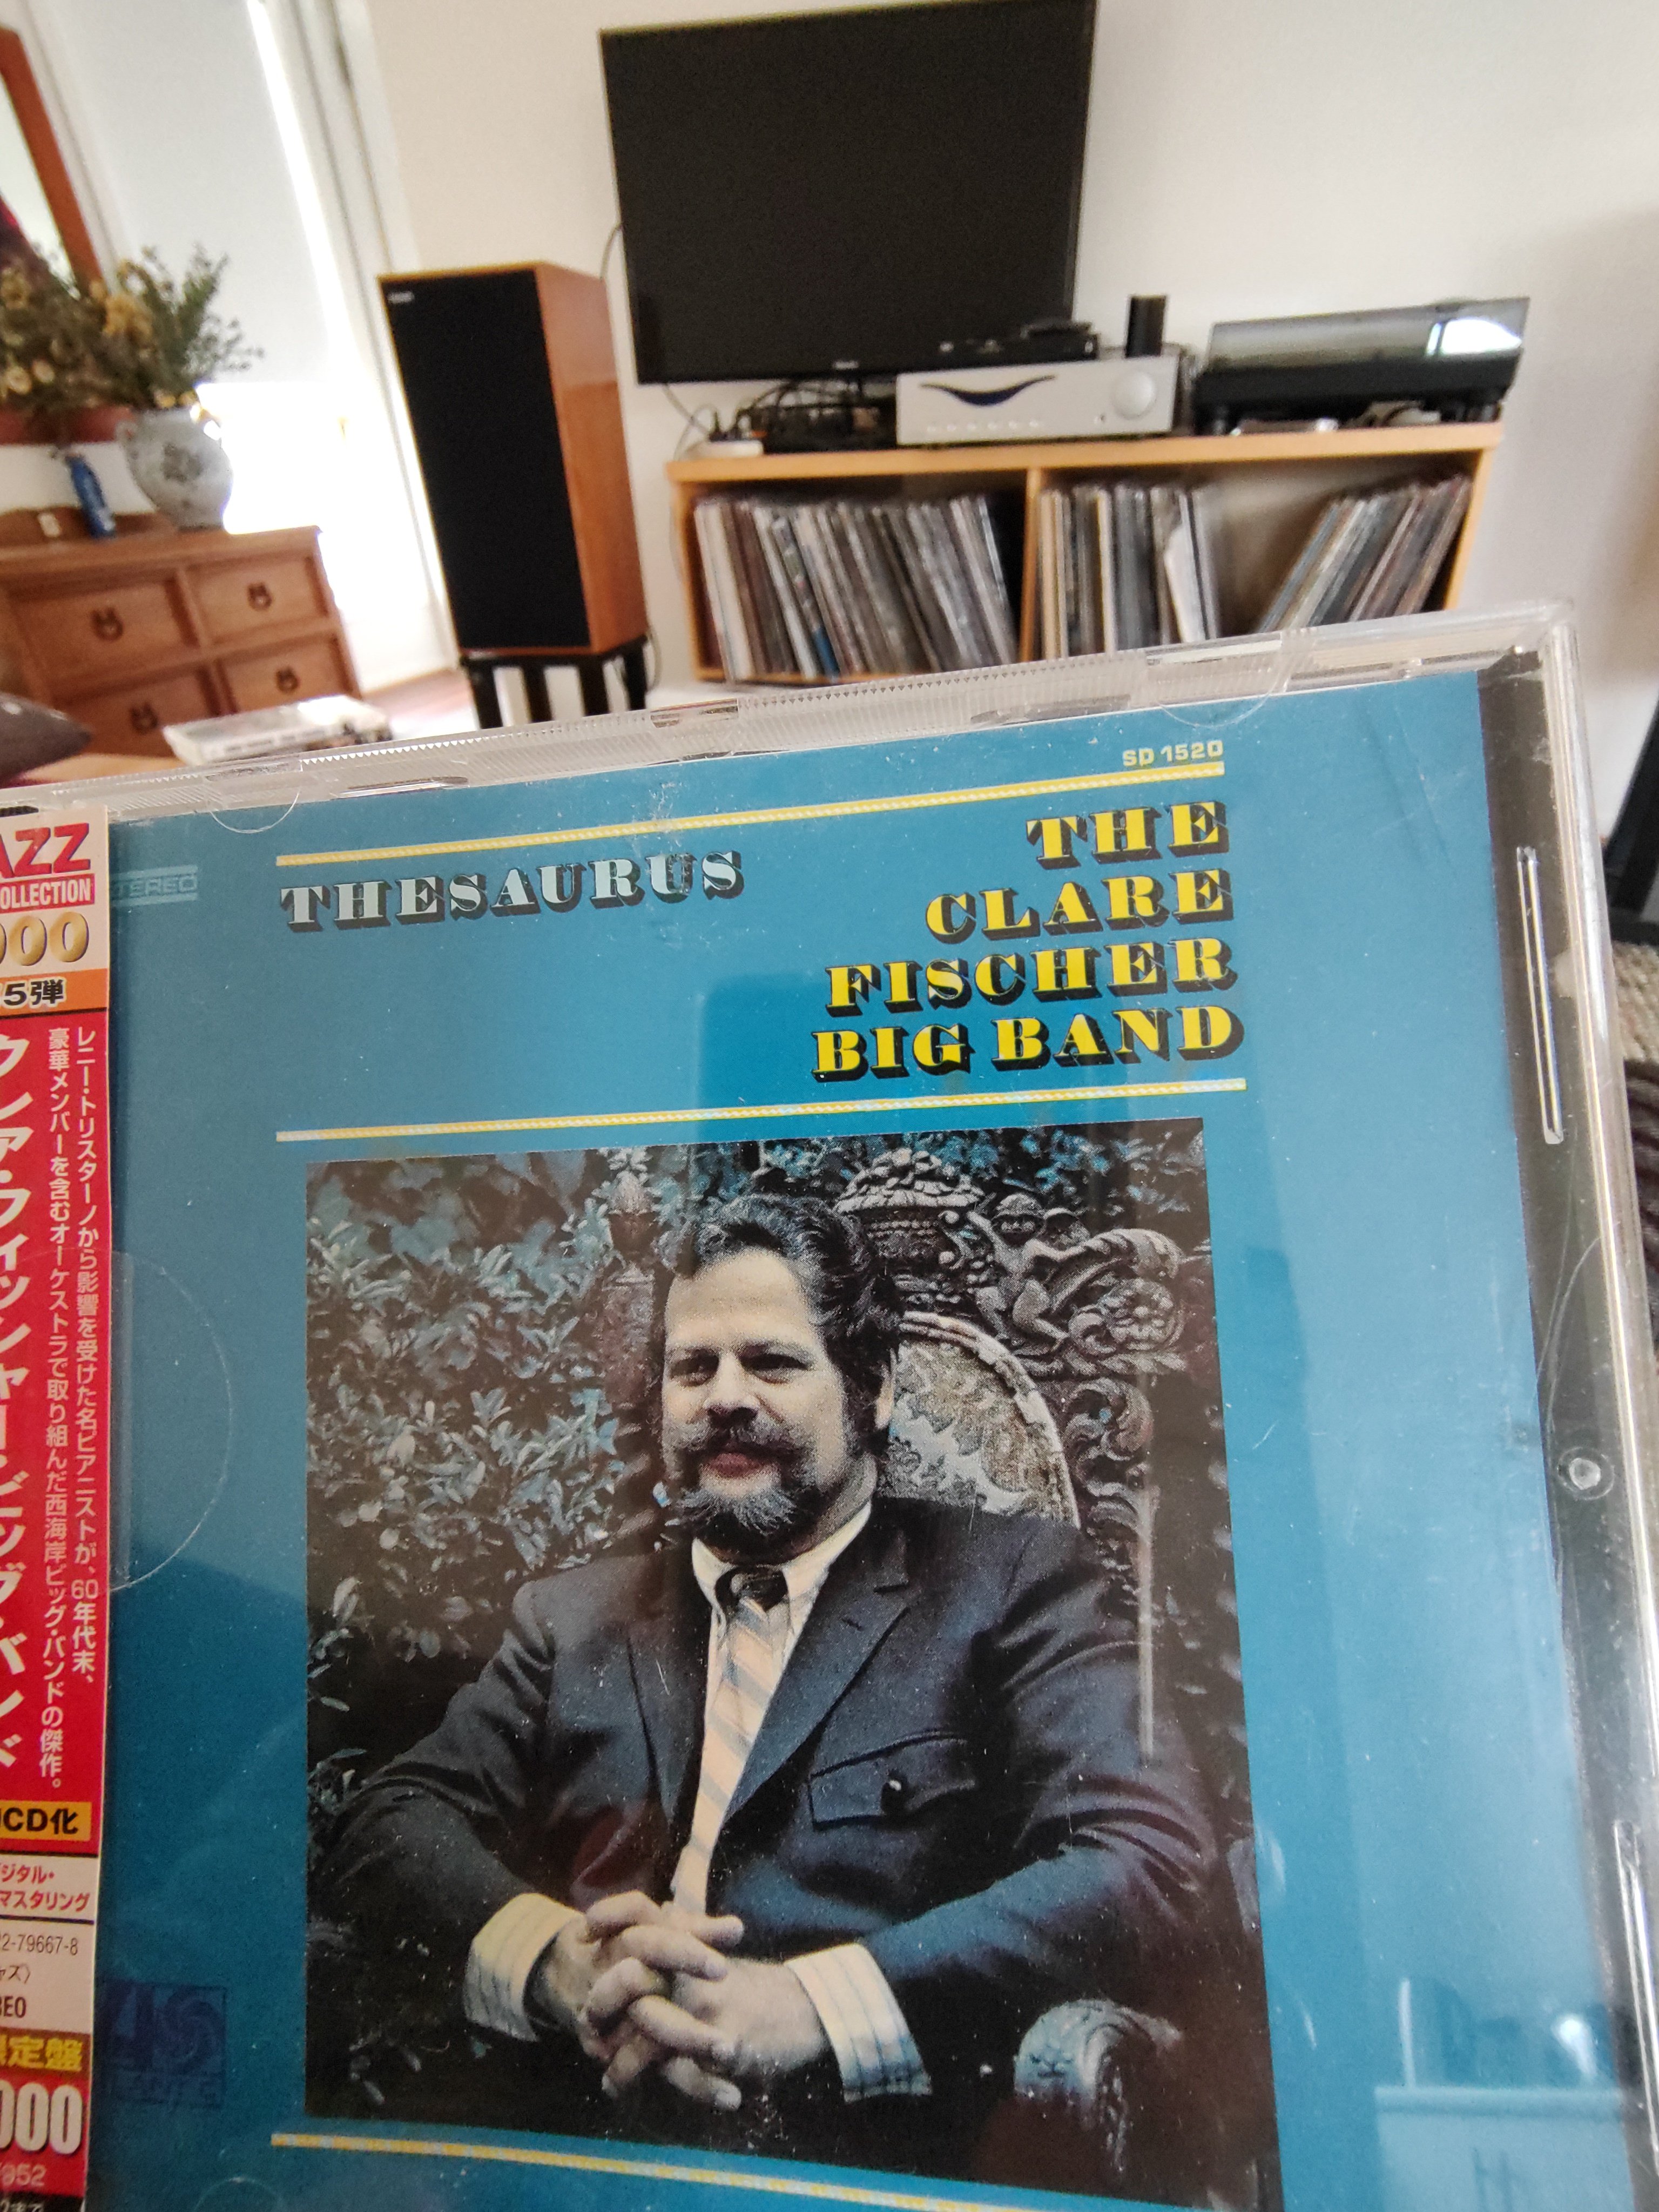 SD 1520
STEREO
THESAURUS
THE
CLARE
FISCHER
BIG BAND
AZZ
OLLECTION
000
5弾
レニー・トリスターノから影響を受けた名ピアニストが、60年代末、
豪華メンバーを含むオーケストラで取り組んだ西海岸ビッグ・バンドの傑作。
クレア・フィッシャー・ビッグ・バンド
CD化
ジタル・
マスタリング
2-79667-8
ャズ〉
REO
限定盤
000
952